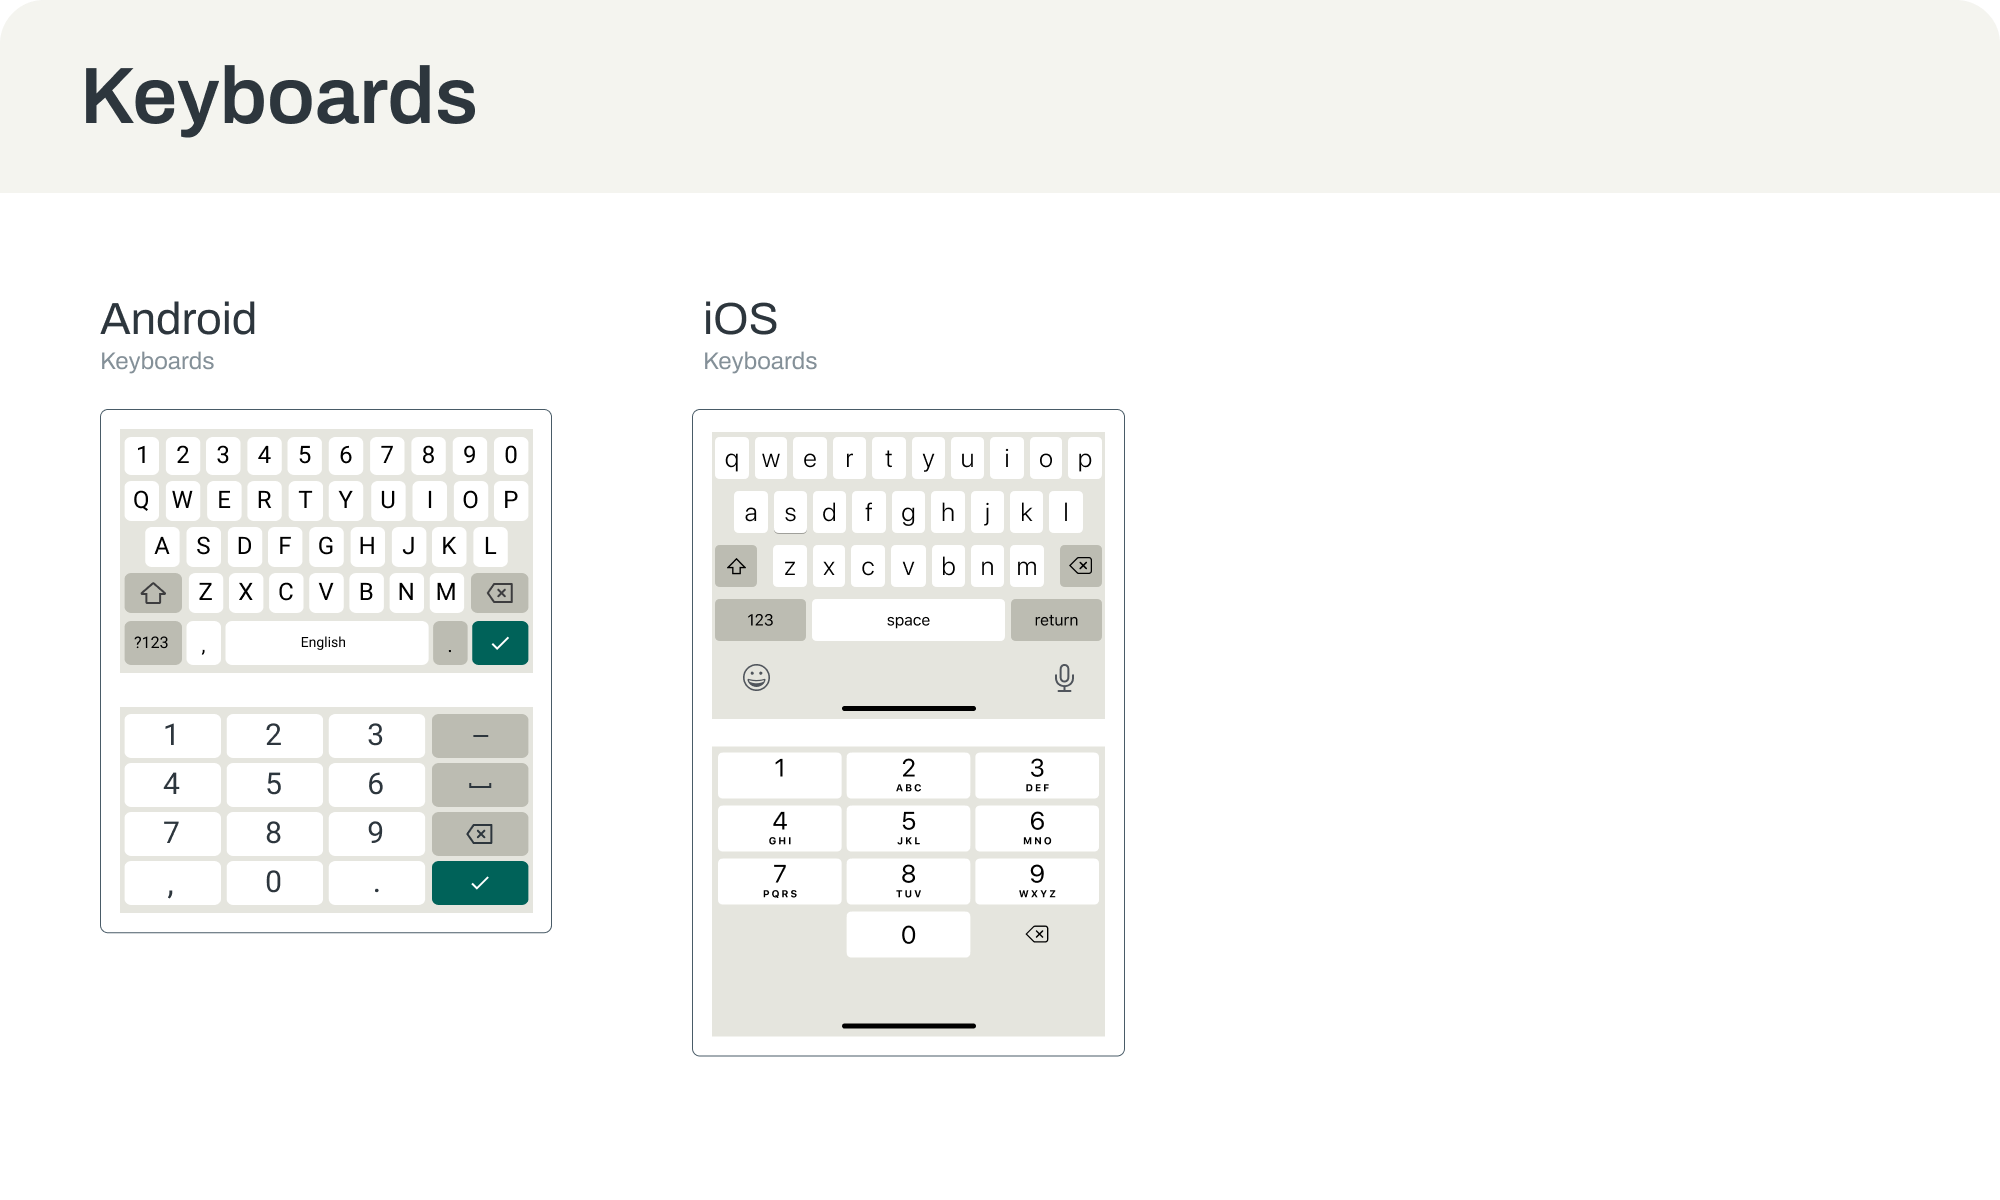 Keyboards
Android
Keyboards
1 2 3 4 5 6 7 8 9 0
Q W E R T Y U I O P
A S D F G H J K L
Z X C V B N M
?123 , English .
1 2 3 –
4 5 6
7 8 9
, 0 .
iOS
Keyboards
q w e r t y u i o p
a s d f g h j k l
z x c v b n m
123 space return
1 2 3
ABC DEF
4 5 6
GHI JKL MNO
7 8 9
PQRS TUV WXYZ
0